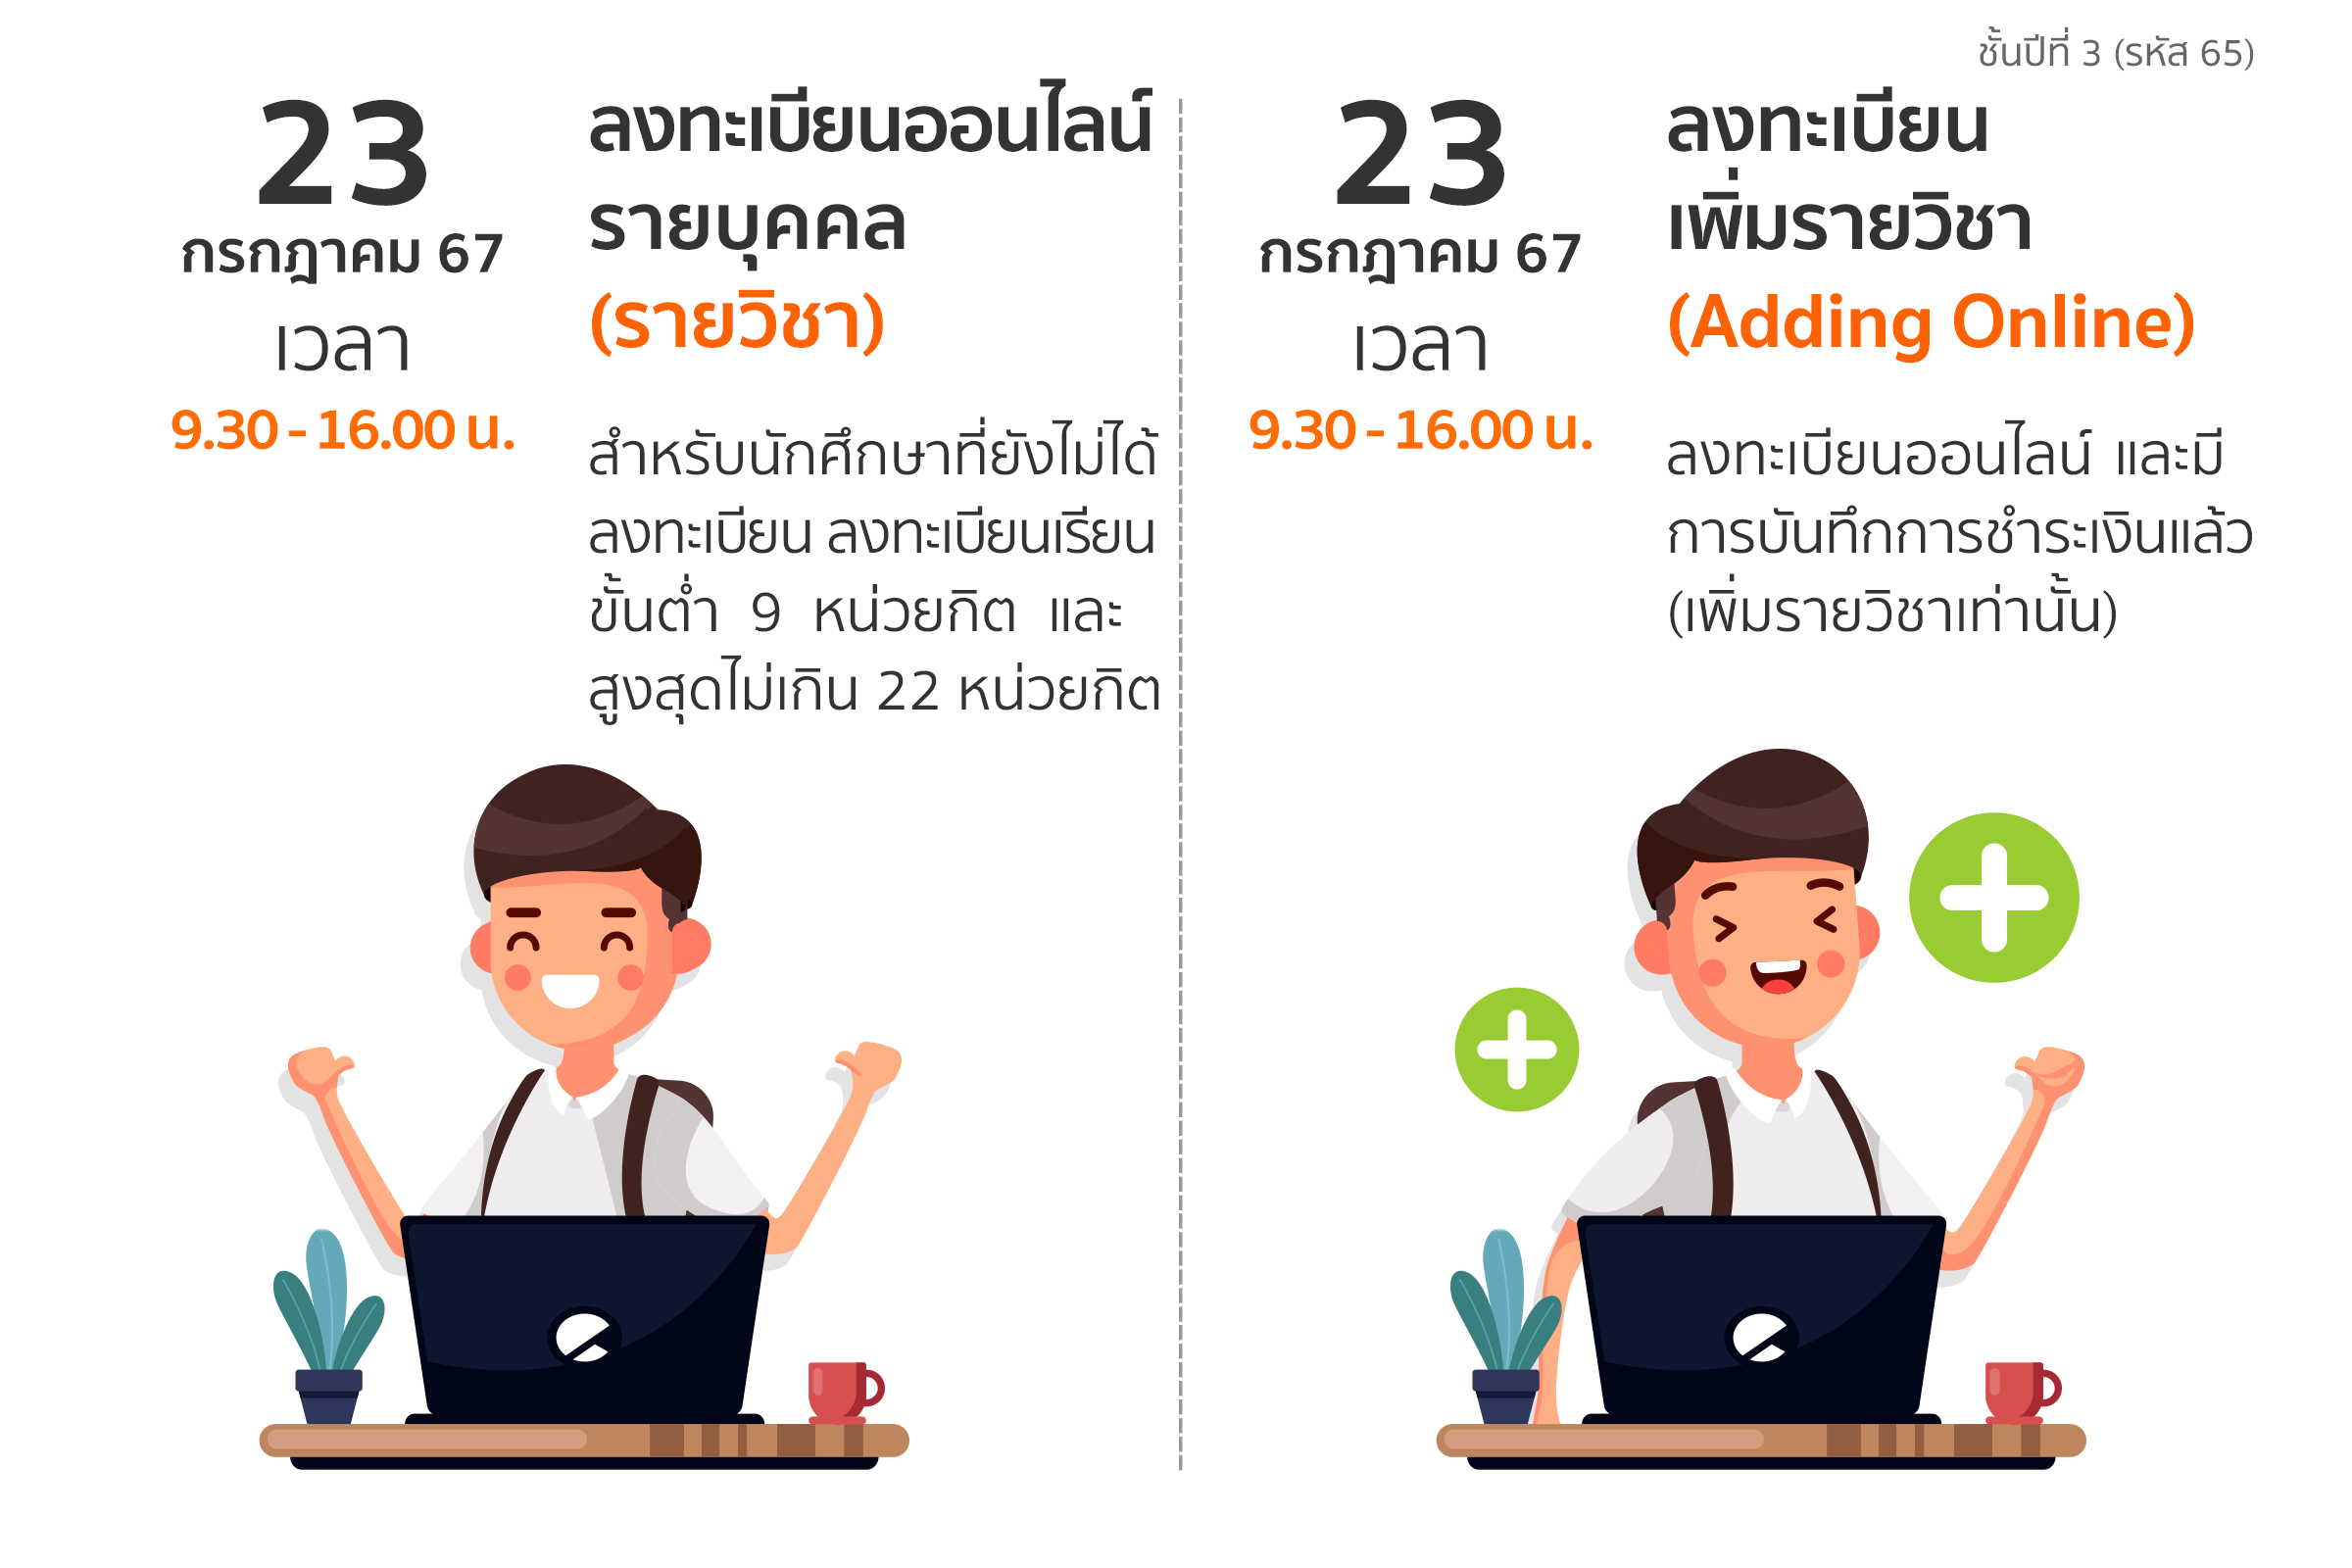 ชั้นปีที่ 3 (รหัส 65)
23
กรกฎาคม 67
เวลา
9.30 - 16.00 น.
ลงทะเบียนออนไลน์
รายบุคคล
(รายวิชา)
สำหรับนักศึกษาที่ยังไม่ได้
ลงทะเบียน ลงทะเบียนเรียน
ขั้นต่ำ 9 หน่วยกิต และ
สูงสุดไม่เกิน 22 หน่วยกิต
23
กรกฎาคม 67
เวลา
9.30 - 16.00 น.
ลงทะเบียน
เพิ่มรายวิชา
(Adding Online)
ลงทะเบียนออนไลน์ และมี
การบันทึกการชำระเงินแล้ว
(เพิ่มรายวิชาเท่านั้น)